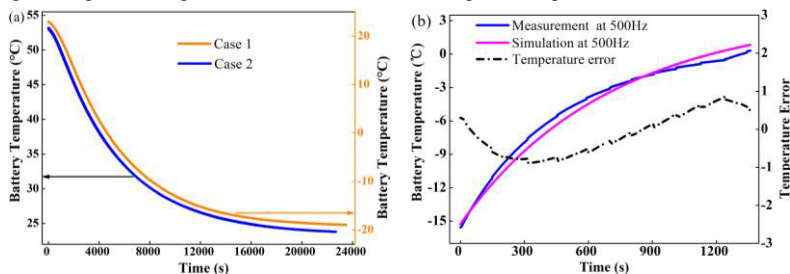 (a)
Battery Temperature (°C)
55
50
45
40
35
30
25
Case 1
Case 2
20
10
0
-10
-20
Battery Temperature (°C)
0 4000 8000 12000 16000 20000 24000
Time (s)
(b)
Battery Temperature (℃)
3
0
-3
-6
-9
-12
-15
Measurement at 500Hz
Simulation at 500Hz
Temperature error
3
2
1
0
-1
-2
-3
Temperature Error
0 300 600 900 1200
Time (s)